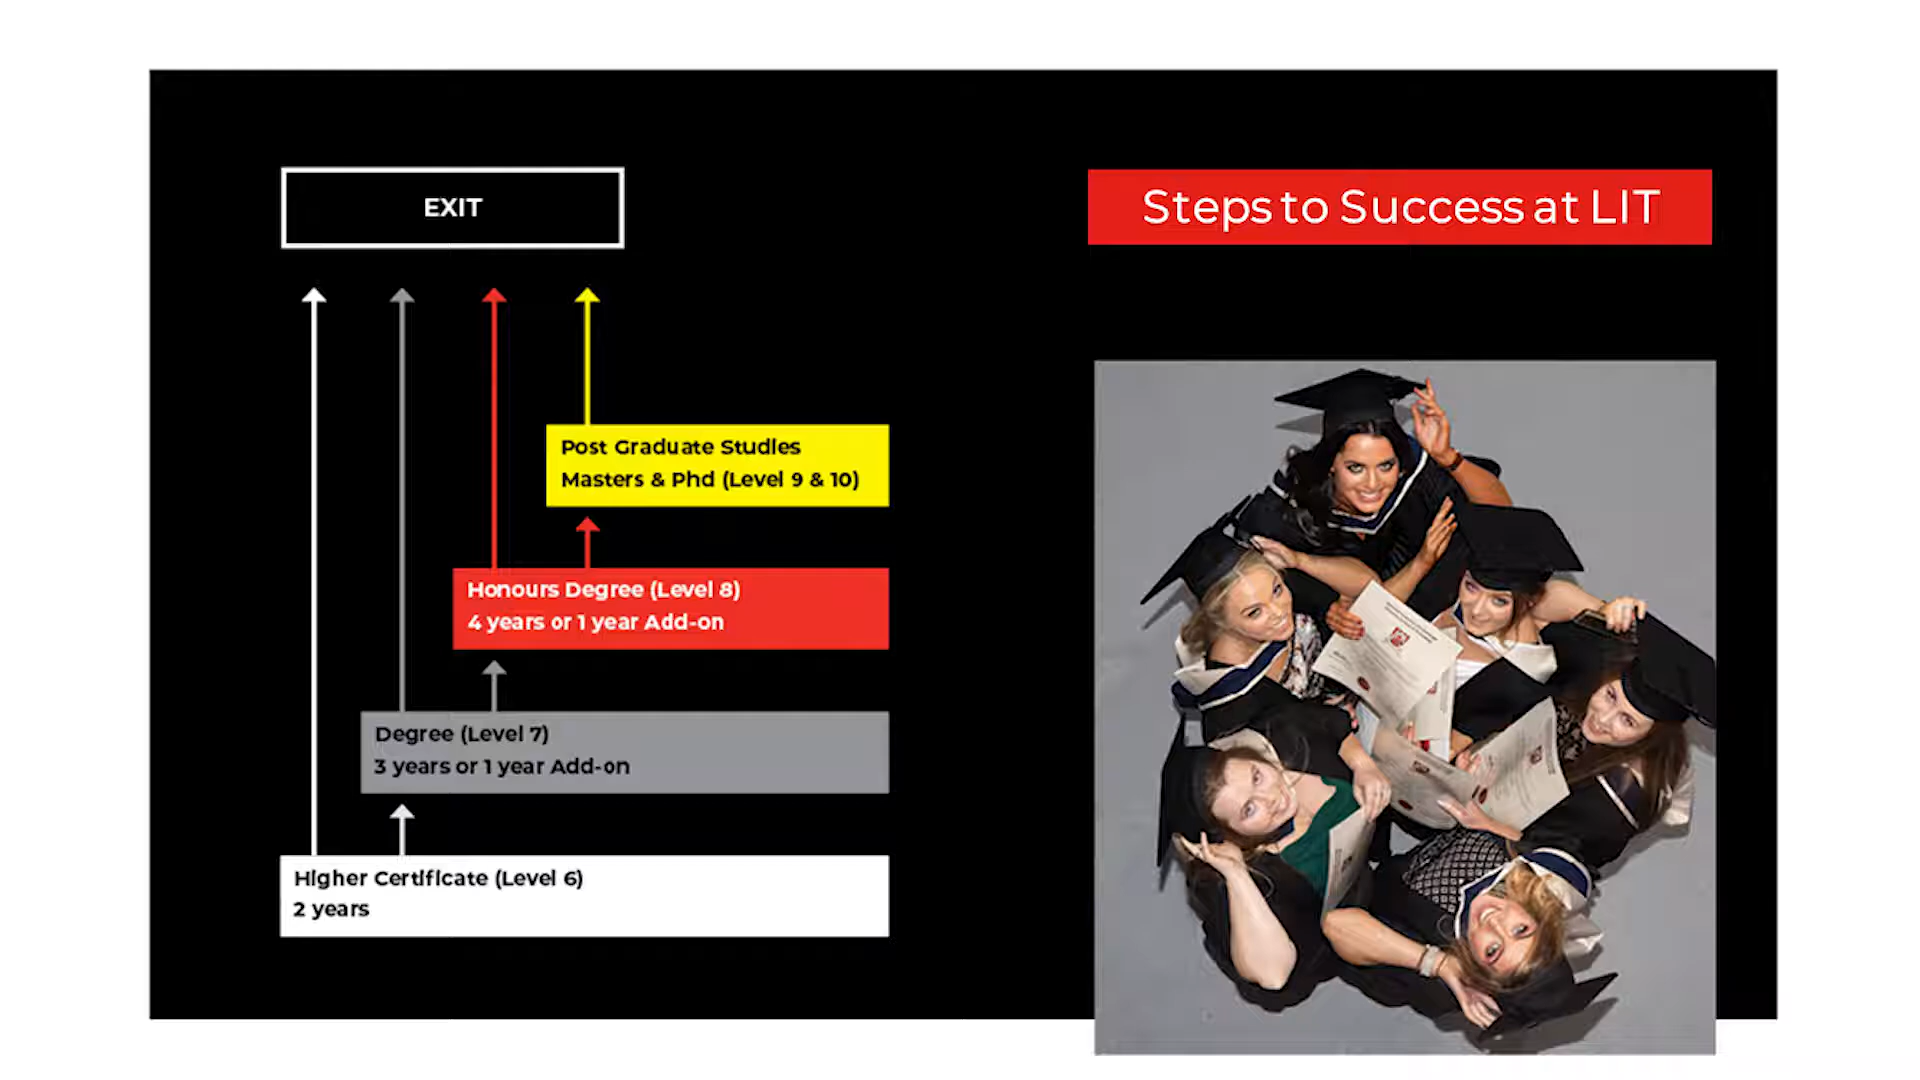 EXIT
Steps to Success at LIT
Post Graduate Studies
Masters & Phd (Level 9 & 10)
Honours Degree (Level 8)
4 years or 1 year Add-on
Degree (Level 7)
3 years or 1 year Add-on
Higher Certificate (Level 6)
2 years